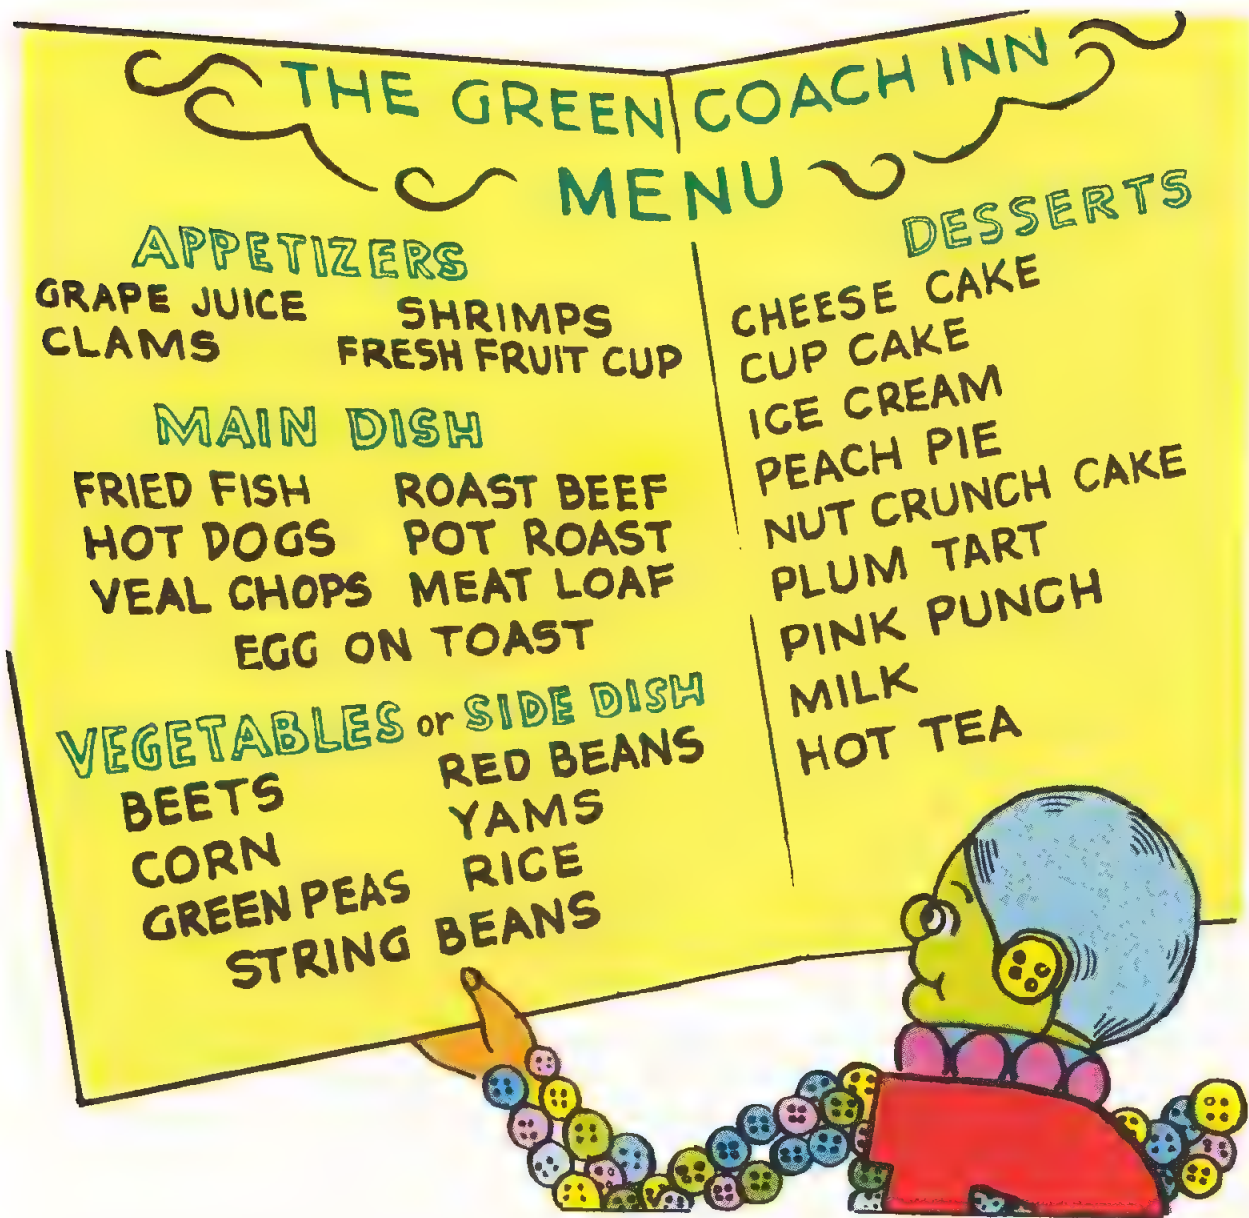 THE GREEN COACH INN
MENU
APPETIZERS
GRAPE JUICE SHRIMPS
CLAMS FRESH FRUIT CUP
MAIN DISH
FRIED FISH ROAST BEEF
HOT DOGS POT ROAST
VEAL CHOPS MEAT LOAF
EGG ON TOAST
VEGETABLES or SIDE DISH
BEETS RED BEANS
CORN YAMS
GREEN PEAS RICE
STRING BEANS
DESSERTS
CHEESE CAKE
CUP CAKE
ICE CREAM
PEACH PIE
NUT CRUNCH CAKE
PLUM TART
PINK PUNCH
MILK
HOT TEA